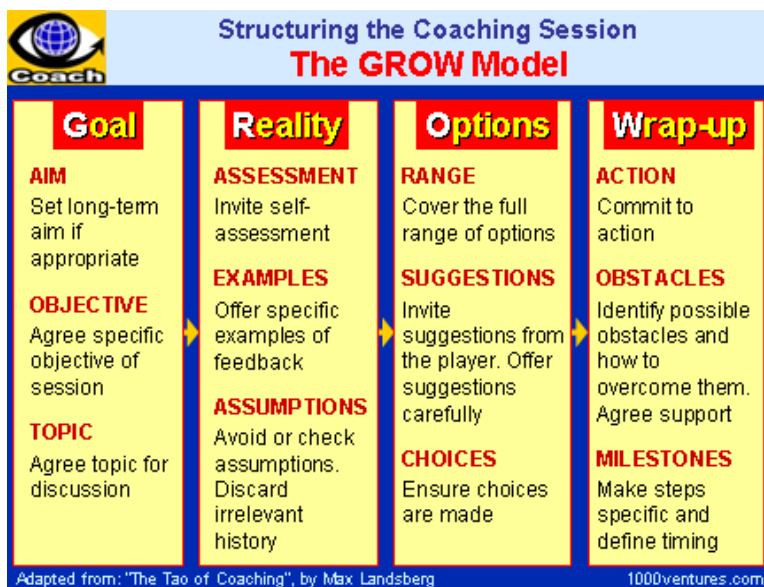 Coach
Structuring the Coaching Session
The GROW Model
Goal
AIM
Set long-term
aim if
appropriate
OBJECTIVE
Agree specific
objective of
session
TOPIC
Agree topic for
discussion
Reality
ASSESSMENT
Invite self-
assessment
EXAMPLES
Offer specific
examples of
feedback
ASSUMPTIONS
Avoid or check
assumptions.
Discard
irrelevant
history
Options
RANGE
Cover the full
range of options
SUGGESTIONS
Invite
suggestions from
the player. Offer
suggestions
carefully
CHOICES
Ensure choices
are made
Wrap-up
ACTION
Commit to
action
OBSTACLES
Identify possible
obstacles and
how to
overcome them.
Agree support
MILESTONES
Make steps
specific and
define timing
Adapted from: "The Tao of Coaching", by Max Landsberg
1000ventures.com